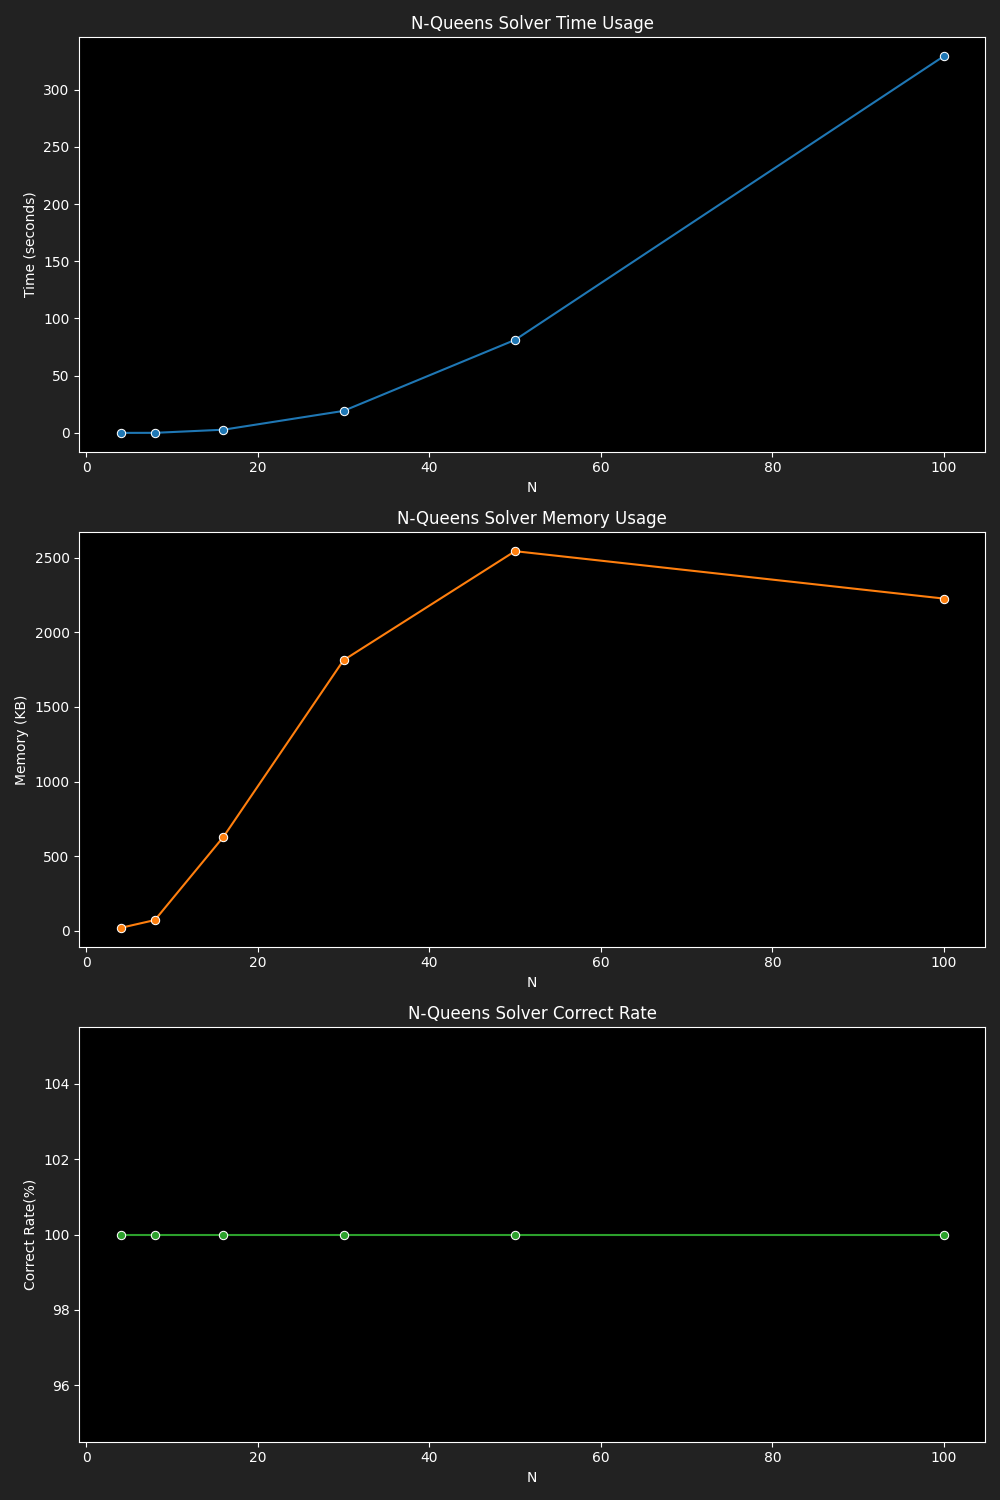 N-Queens Solver Time Usage
300
250
200
150
100
50
0
Time (seconds)
0 20 40 60 80 100
N
N-Queens Solver Memory Usage
2500
2000
1500
1000
500
0
Memory (KB)
0 20 40 60 80 100
N
N-Queens Solver Correct Rate
104
102
100
98
96
Correct Rate(%)
0 20 40 60 80 100
N